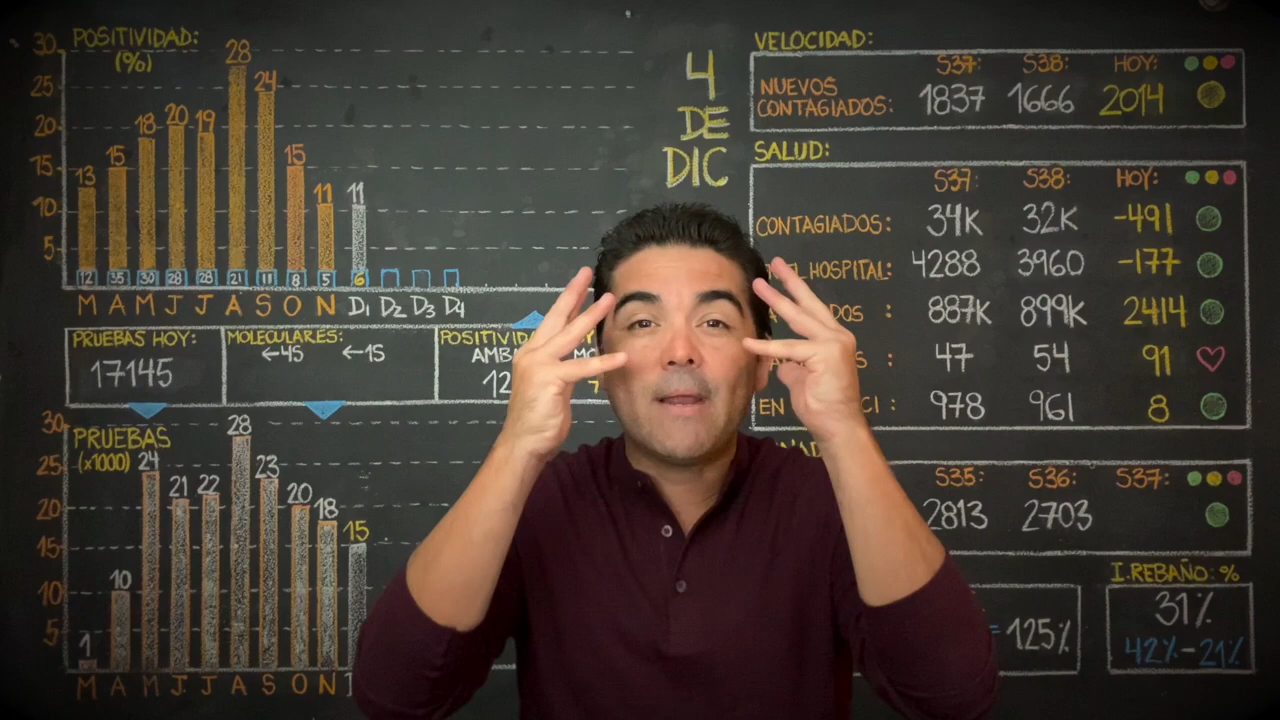 POSITIVIDAD:
(%)
30
25
20
15
10
5
13
15
18
20
19
28
24
15
11
11
12
35
30
28
28
21
11
8
5
6
M A M J J A S O N D1 D2 D3 D4
4
DE
DIC
VELOCIDAD:
S37: S38: HOY:
NUEVOS
CONTAGIADOS: 1837 1666 2014
SALUD:
S37: S38: HOY:
CONTAGIADOS: 34K 32K -491
HOSPITAL: 4288 3960 -177
887K 899K 2414
47 54 91
EN : 978 961 8
S35: S36: S37:
2813 2703
=125%
I.REBAÑO: %
31%
42%-21%
PRUEBAS HOY:
17145
MOLECULARES:
←45 ←15
AMB
PRUEBAS
(x1000)
30
25
20
15
10
5
1
10
24
21
22
28
23
20
18
15
M A M J J A S O N